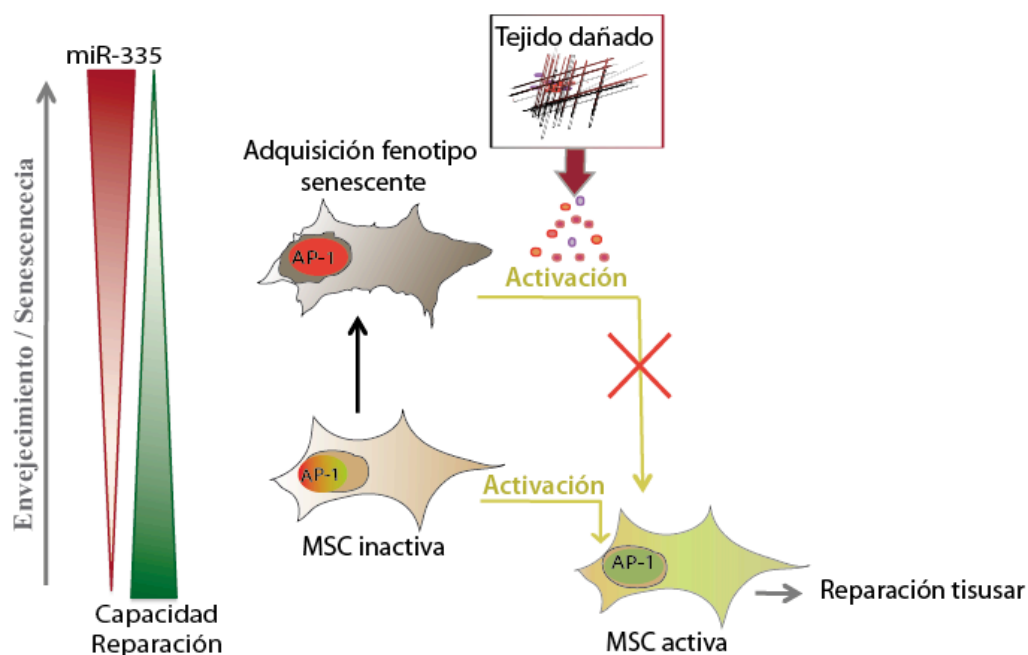 miR-335
Envejecimiento / Senescecia
Capacidad
Reparación
Tejido dañado
Adquisición fenotipo
senescente
AP-1
Activación
AP-1
MSC inactiva
Activación
AP-1
MSC activa
Reparación tisusar